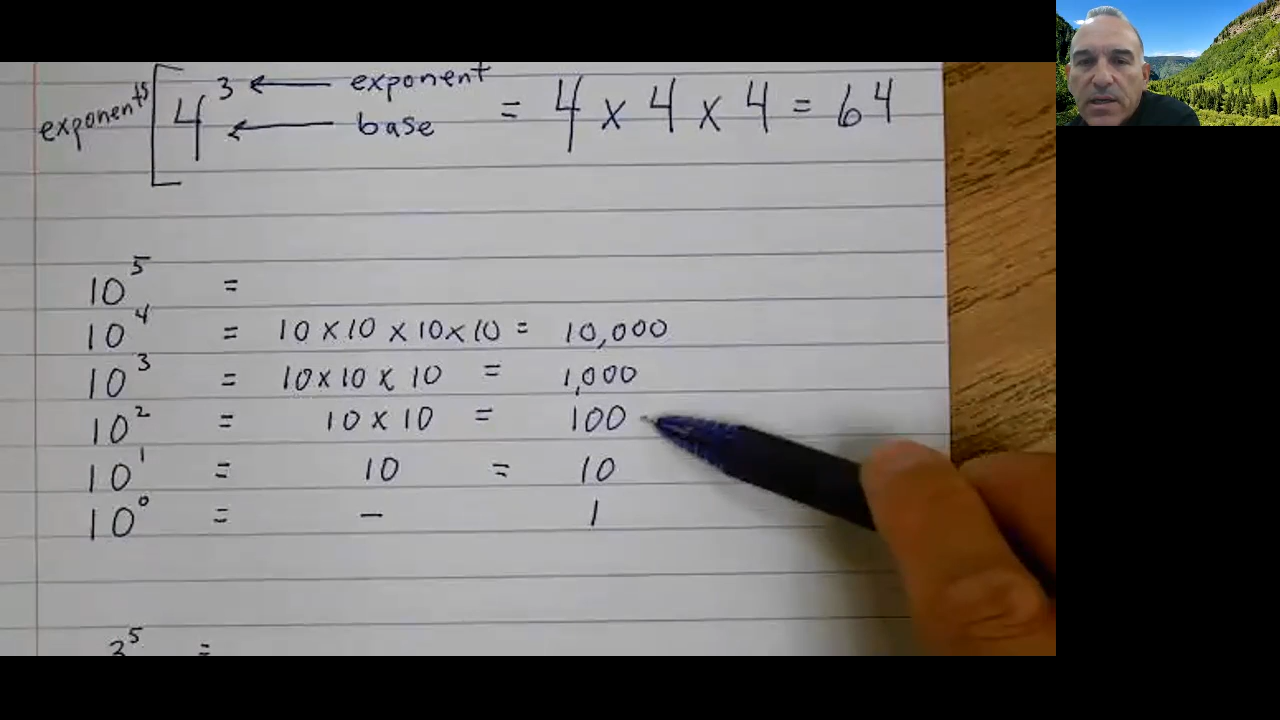 exponents [ 4³ ← exponent
← base = 4 x 4 x 4 = 64
10⁵ =
10⁴ = 10 x 10 x 10 x 10 = 10,000
10³ = 10 x 10 x 10 = 1,000
10² = 10 x 10 = 100
10¹ = 10 = 10
10⁰ = – 1
3⁵ =